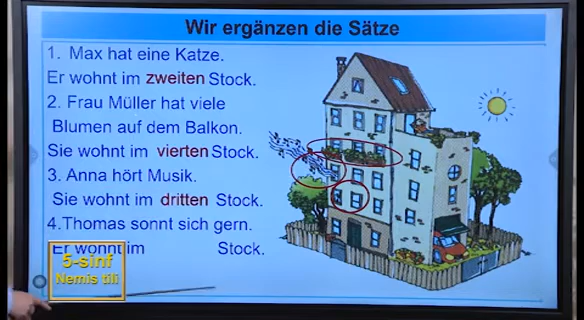 Wir ergänzen die Sätze
1. Max hat eine Katze.
Er wohnt im zweiten Stock.
2. Frau Müller hat viele
Blumen auf dem Balkon.
Sie wohnt im vierten Stock.
3. Anna hört Musik.
Sie wohnt im dritten Stock.
4.Thomas sonnt sich gern.
Er wohnt im Stock.
5-sinf
Nemis tili